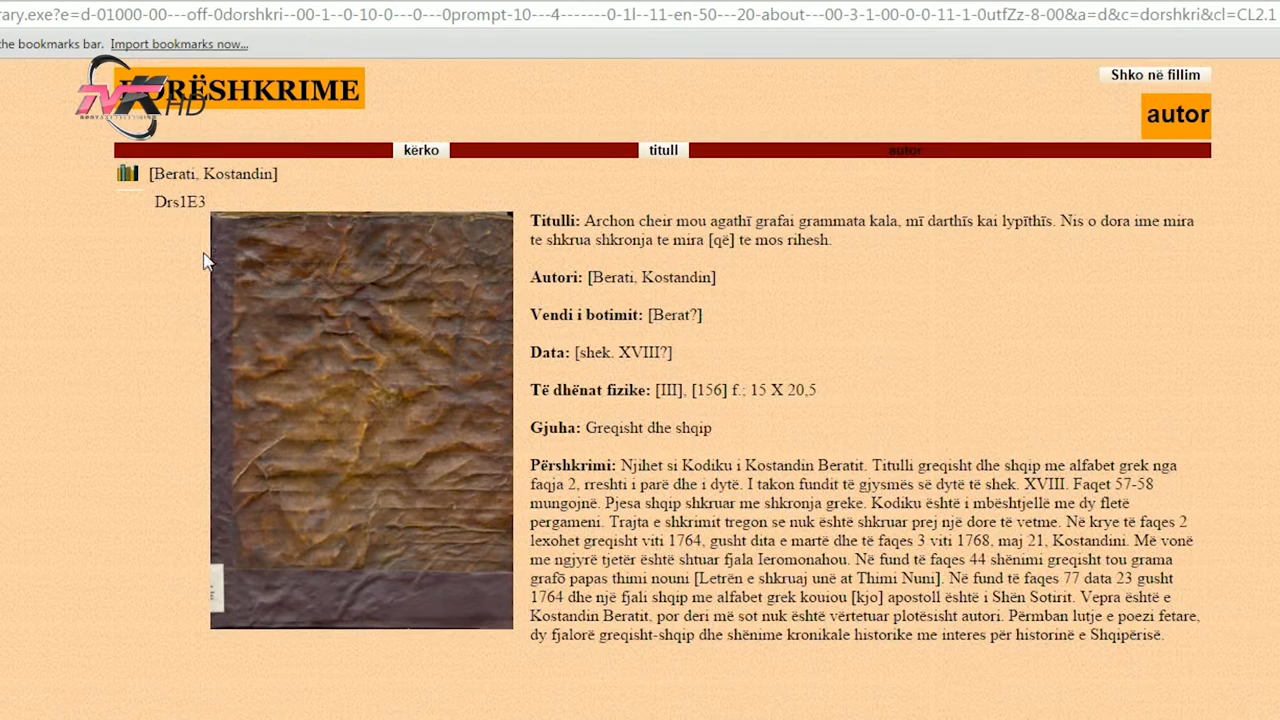 rary.exe?e=d-01000-00---off-0dorshkri--00-1--0-10-0---0---0prompt-10---4-------0-1l--11-en-50---20-about---00-3-1-00-0-0-11-1-0utfZz-8-00&a=d&c=dorshkri&cl=CL2.1
the bookmarks bar. Import bookmarks now...
RËSHKRIME
HD
Shko në fillim
autor
kërko titull autor
[Berati, Kostandin]
Drs1E3
Titulli: Archon cheir mou agathī grafai grammata kala, mī darthīs kai lypīthīs. Nis o dora ime mira
te shkrua shkronja te mira [që] te mos rihesh.
Autori: [Berati, Kostandin]
Vendi i botimit: [Berat?]
Data: [shek. XVIII?]
Të dhënat fizike: [III], [156] f.; 15 X 20,5
Gjuha: Greqisht dhe shqip
Përshkrimi: Njihet si Kodiku i Kostandin Beratit. Titulli greqisht dhe shqip me alfabet grek nga
faqja 2, rreshti i parë dhe i dytë. I takon fundit të gjysmës së dytë të shek. XVIII. Faqet 57-58
mungojnë. Pjesa shqip shkruar me shkronja greke. Kodiku është i mbështjellë me dy fletë
pergameni. Trajta e shkrimit tregon se nuk është shkruar prej një dore të vetme. Në krye të faqes 2
lexohet greqisht viti 1764, gusht dita e martë dhe të faqes 3 viti 1768, maj 21, Kostandini. Më vonë
me ngjyrë tjetër është shtuar fjala Ieromonahou. Në fund të faqes 44 shënimi greqisht tou grama
grafō papas thimi nouni [Letrën e shkruaj unë at Thimi Nuni]. Në fund të faqes 77 data 23 gusht
1764 dhe një fjali shqip me alfabet grek kouiou [kjo] apostoll është i Shën Sotirit. Vepra është e
Kostandin Beratit, por deri më sot nuk është vërtetuar plotësisht autori. Përmban lutje e poezi fetare,
dy fjalorë greqisht-shqip dhe shënime kronikale historike me interes për historinë e Shqipërisë.